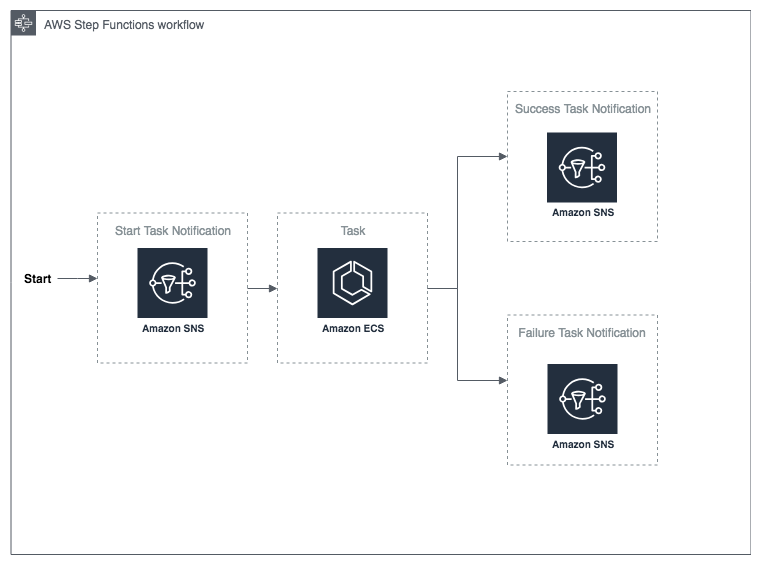 AWS Step Functions workflow
Success Task Notification
Amazon SNS
Start Task Notification
Task
Start
Amazon SNS
Amazon ECS
Failure Task Notification
Amazon SNS